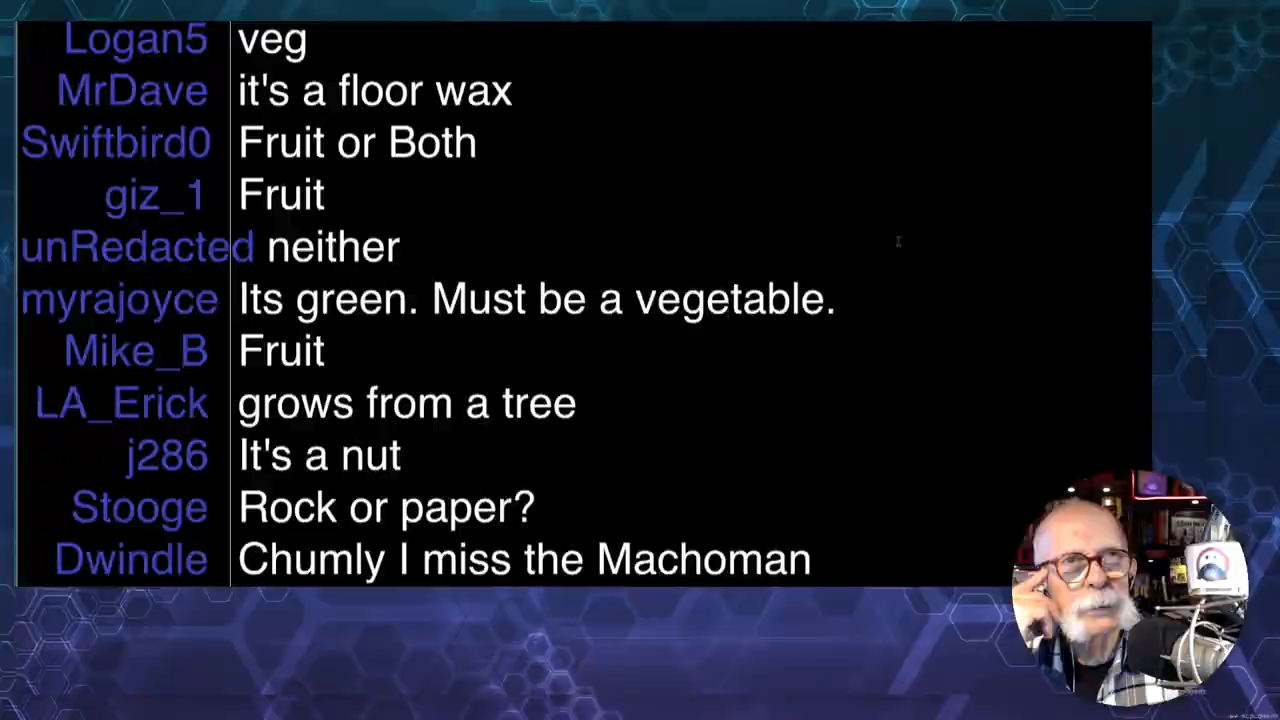 Logan5 veg
MrDave it's a floor wax
Swiftbird0 Fruit or Both
giz_1 Fruit
unRedacted neither
myrajoyce Its green. Must be a vegetable.
Mike_B Fruit
LA_Erick grows from a tree
j286 It's a nut
Stooge Rock or paper?
Dwindle Chumly I miss the Machoman